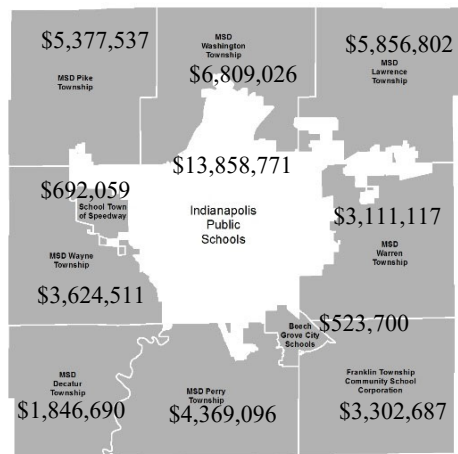 $5,377,537
MSD Pike
Township
MSD
Washington
Township
$6,809,026
$5,856,802
MSD
Lawrence
Township
$13,858,771
Indianapolis
Public
Schools
$692,059
School Town
of Speedway
MSD Wayne
Township
$3,624,511
$3,111,117
MSD
Warren
Township
Beech
Grove City
Schools
$523,700
MSD
Decatur
Township
$1,846,690
MSD Perry
Township
$4,369,096
Franklin Township
Community School
Corporation
$3,302,687